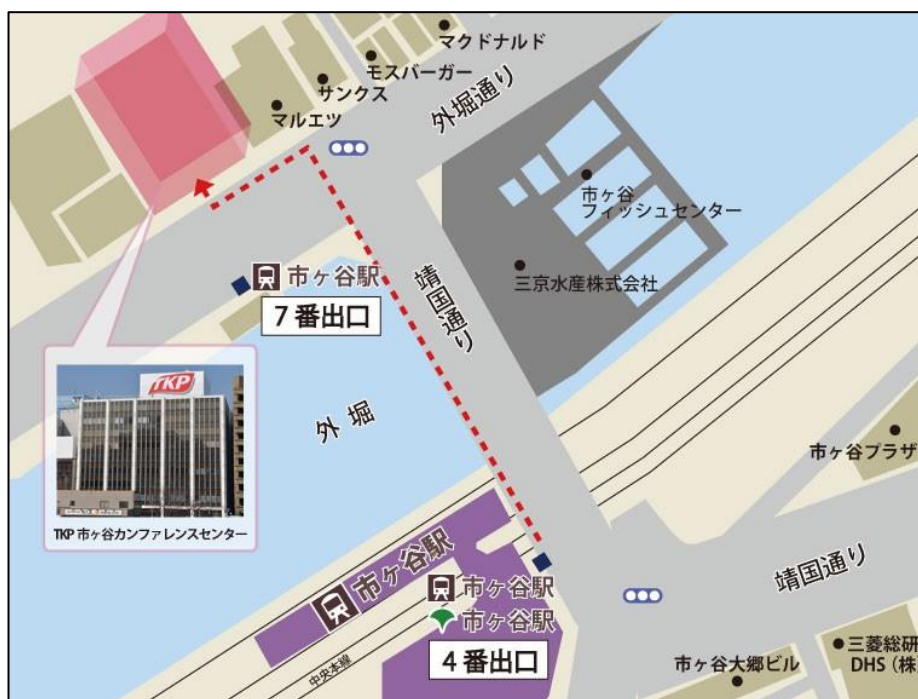 マクドナルド
モスバーガー
サンクス
マルエツ
外堀通り
市ヶ谷
フィッシュセンター
三京水産株式会社
市ヶ谷駅
7番出口
靖国通り
外堀
TKP
TKP 市ヶ谷カンファレンスセンター
市ヶ谷プラザ
市ヶ谷駅
市ヶ谷駅
市ヶ谷駅
4番出口
中央本線
靖国通り
市ヶ谷大郷ビル
三菱総研
DHS（株